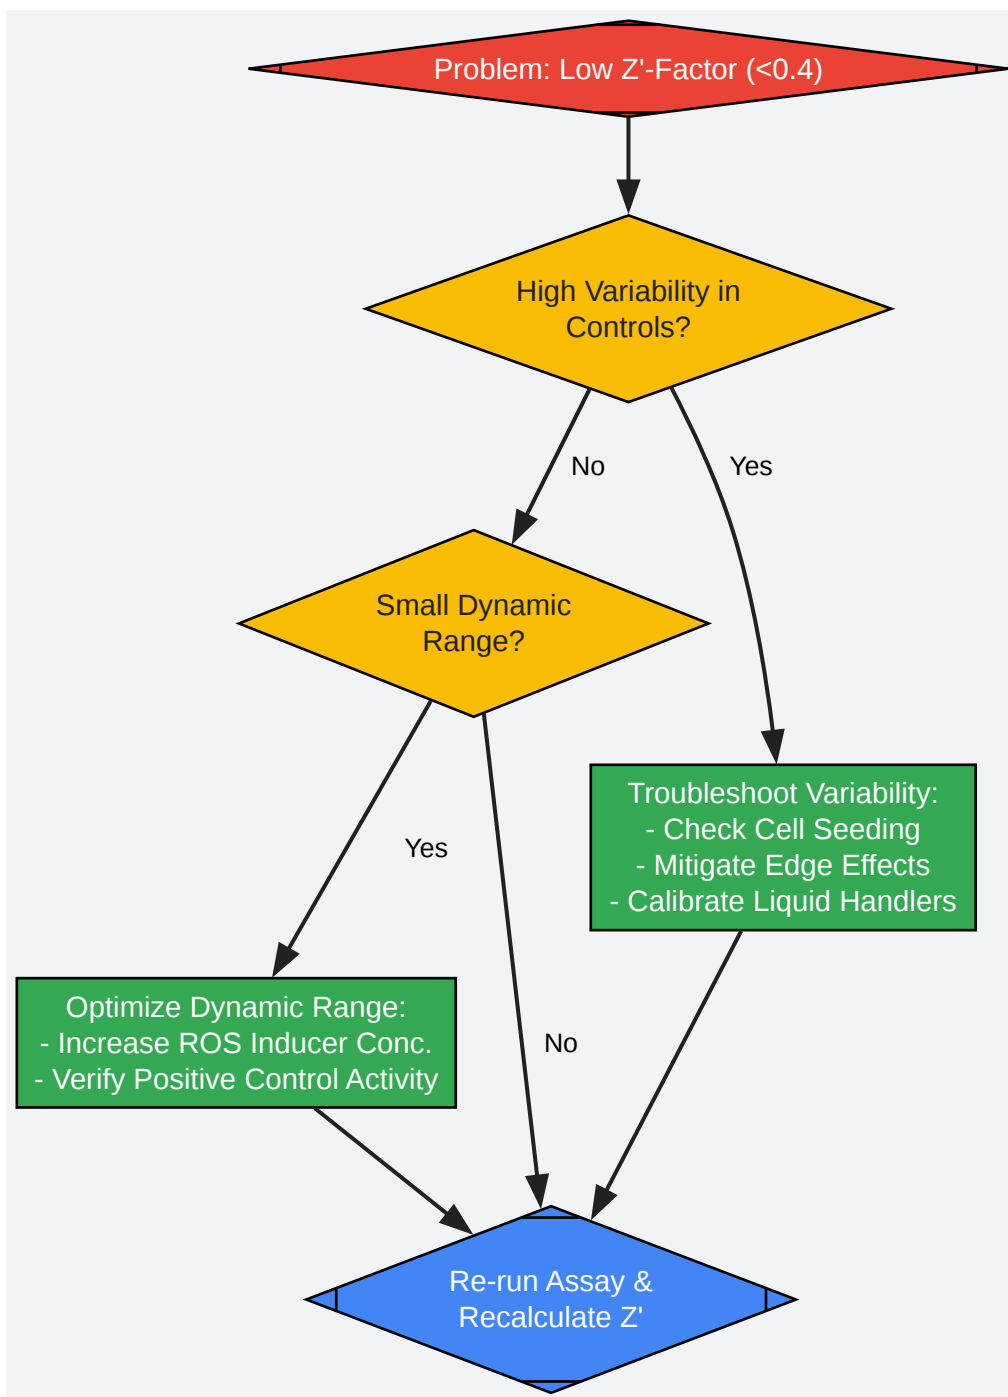 Problem: Low Z'-Factor (<0.4)
High Variability in
Controls?
No
Yes
Small Dynamic
Range?
Troubleshoot Variability:
- Check Cell Seeding
- Mitigate Edge Effects
- Calibrate Liquid Handlers
Yes
Optimize Dynamic Range:
- Increase ROS Inducer Conc.
- Verify Positive Control Activity
No
Re-run Assay &
Recalculate Z'